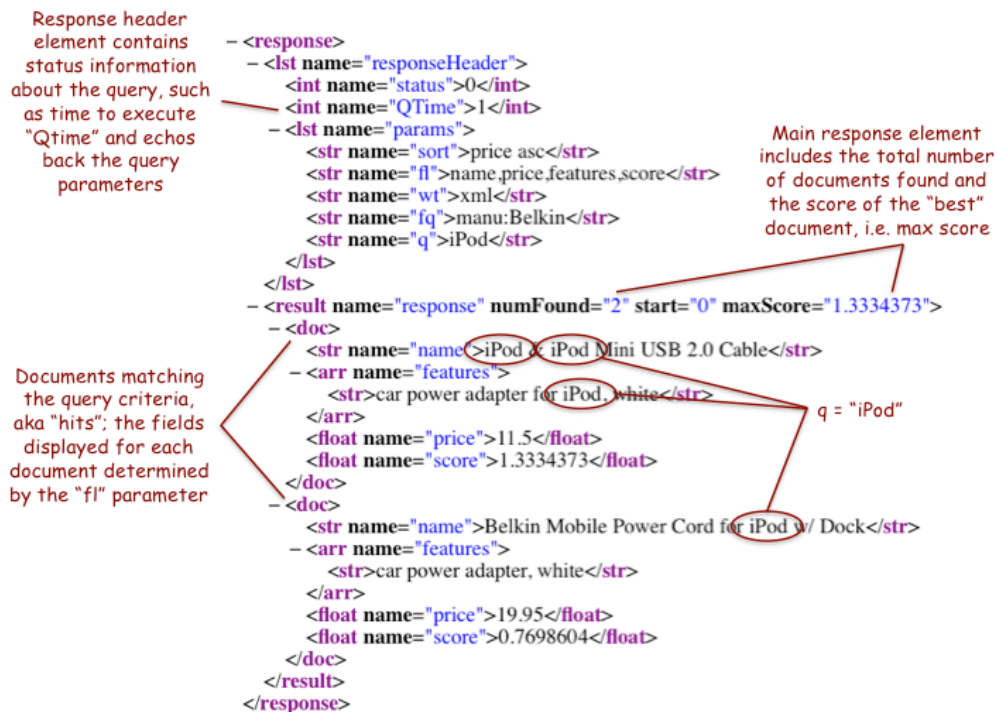 Response header
element contains
status information
about the query, such
as time to execute
“Qtime” and echos
back the query
parameters
– <response>
– <lst name="responseHeader">
<int name="status">0</int>
<int name="QTime">1</int>
– <lst name="params">
<str name="sort">price asc</str>
<str name="fl">name,price,features,score</str>
<str name="wt">xml</str>
<str name="fq">manu:Belkin</str>
<str name="q">iPod</str>
</lst>
</lst>
Main response element
includes the total number
of documents found and
the score of the “best”
document, i.e. max score
– <result name="response" numFound="2" start="0" maxScore="1.3334373">
– <doc>
<str name="name">iPod & iPod Mini USB 2.0 Cable</str>
– <arr name="features">
<str>car power adapter for iPod, white</str>
</arr>
<float name="price">11.5</float>
<float name="score">1.3334373</float>
</doc>
Documents matching
the query criteria,
aka “hits”; the fields
displayed for each
document determined
by the “fl” parameter
q = “iPod”
– <doc>
<str name="name">Belkin Mobile Power Cord for iPod w/ Dock</str>
– <arr name="features">
<str>car power adapter, white</str>
</arr>
<float name="price">19.95</float>
<float name="score">0.7698604</float>
</doc>
</result>
</response>